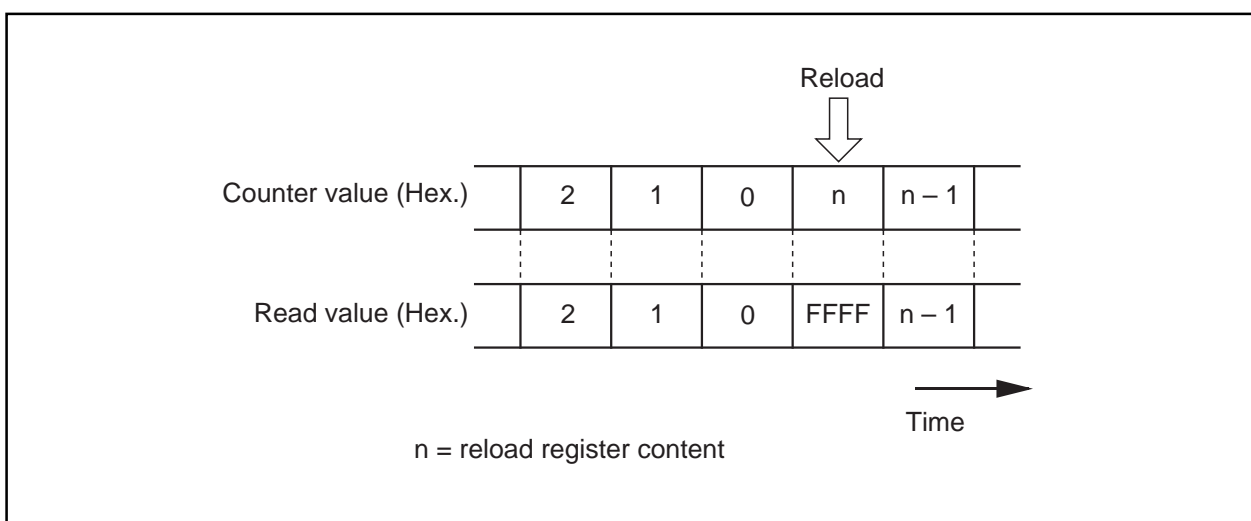 Reload
Counter value (Hex.) 2 1 0 n n – 1
Read value (Hex.) 2 1 0 FFFF n – 1
Time
n = reload register content